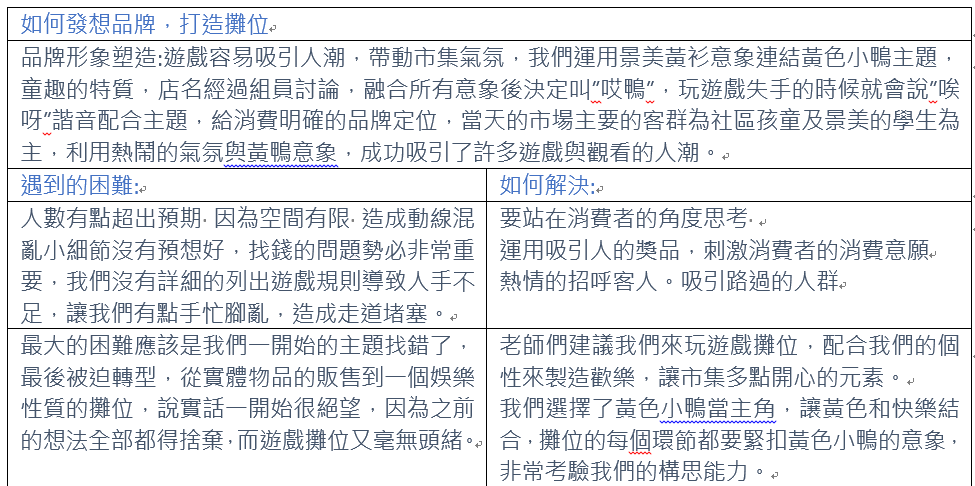 如何發想品牌，打造攤位
品牌形象塑造:遊戲容易吸引人潮，帶動市集氣氛，我們運用景美黃衫意象連結黃色小鴨主題，
童趣的特質，店名經過組員討論，融合所有意象後決定叫”哎鴨”，玩遊戲失手的時候就會說”唉
呀”諧音配合主題，給消費明確的品牌定位，當天的市場主要的客群為社區孩童及景美的學生為
主，利用熱鬧的氣氛與黃鴨意象，成功吸引了許多遊戲與觀看的人潮。
遇到的困難:
人數有點超出預期. 因為空間有限. 造成動線混
亂小細節沒有預想好，找錢的問題勢必非常重
要，我們沒有詳細的列出遊戲規則導致人手不
足，讓我們有點手忙腳亂，造成走道堵塞。
如何解決:
要站在消費者的角度思考.
運用吸引人的獎品，刺激消費者的消費意願
熱情的招呼客人。吸引路過的人群
最大的困難應該是我們一開始的主題找錯了，
最後被迫轉型，從實體物品的販售到一個娛樂
性質的攤位，說實話一開始很絕望，因為之前
的想法全部都得捨棄，而遊戲攤位又毫無頭緒。
老師們建議我們來玩遊戲攤位，配合我們的個
性來製造歡樂，讓市集多點開心的元素。
我們選擇了黃色小鴨當主角，讓黃色和快樂結
合，攤位的每個環節都要緊扣黃色小鴨的意象，
非常考驗我們的構思能力。